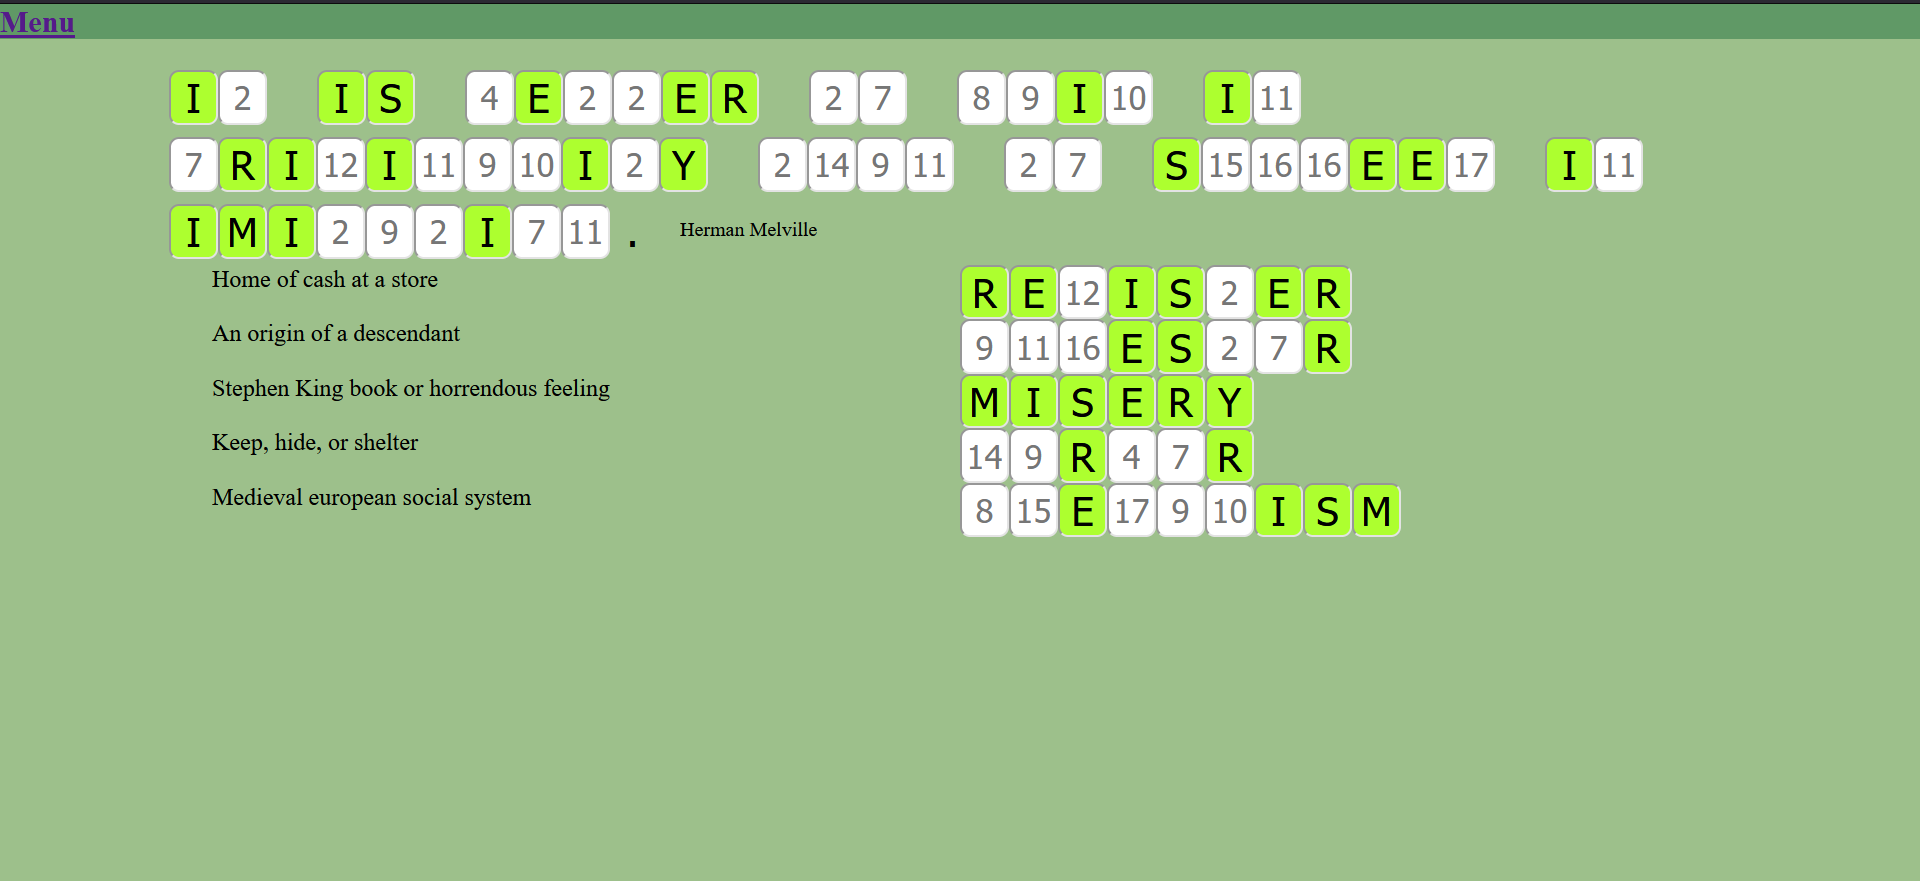 Menu
I 2 I S 4 E 2 2 E R 2 7 8 9 I 10 I 11
7 R I 12 I 11 9 10 I 2 Y 2 14 9 11 2 7 S 15 16 16 E E 17 I 11
I M I 2 9 2 I 7 11 . Herman Melville
Home of cash at a store R E 12 I S 2 E R
An origin of a descendant 9 11 16 E S 2 7 R
Stephen King book or horrendous feeling M I S E R Y
Keep, hide, or shelter 14 9 R 4 7 R
Medieval european social system 8 15 E 17 9 10 I S M